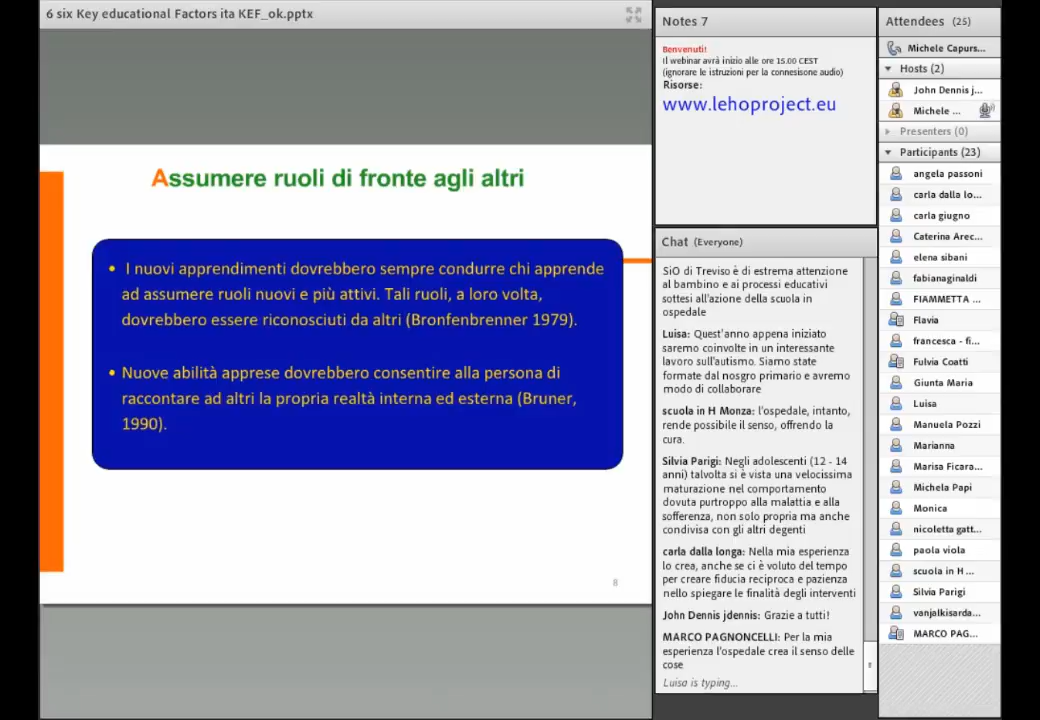 6 six Key educational Factors ita KEF_ok.pptx
Assumere ruoli di fronte agli altri
• I nuovi apprendimenti dovrebbero sempre condurre chi apprende
ad assumere ruoli nuovi e più attivi. Tali ruoli, a loro volta,
dovrebbero essere riconosciuti da altri (Bronfenbrenner 1979).
• Nuove abilità apprese dovrebbero consentire alla persona di
raccontare ad altri la propria realtà interna ed esterna (Bruner,
1990).
8
Notes 7
Benvenuti!
Il webinar avrà inizio alle ore 15.00 CEST
(ignorare le istruzioni per la connesisone audio)
Risorse:
www.lehoproject.eu
Chat (Everyone)
SiO di Treviso è di estrema attenzione
al bambino e ai processi educativi
sottesi all'azione della scuola in
ospedale
Luisa: Quest'anno appena iniziato
saremo coinvolte in un interessante
lavoro sull'autismo. Siamo state
formate dal nosgro primario e avremo
modo di collaborare
scuola in H Monza: l'ospedale, intanto,
rende possibile il senso, offrendo la
cura.
Silvia Parigi: Negli adolescenti (12 - 14
anni) talvolta si è vista una velocissima
maturazione nel comportamento
dovuta purtroppo alla malattia e alla
sofferenza, non solo propria ma anche
condivisa con gli altri degenti
carla dalla longa: Nella mia esperienza
lo crea, anche se ci è voluto del tempo
per creare fiducia reciproca e pazienza
nello spiegare le finalità degli interventi
John Dennis jdennis: Grazie a tutti!
MARCO PAGNONCELLI: Per la mia
esperienza l'ospedale crea il senso delle
cose
Luisa is typing...
Attendees (25)
Michele Capurs...
Hosts (2)
John Dennis j...
Michele ...
Presenters (0)
Participants (23)
angela passoni
carla dalla lo...
carla giugno
Caterina Arec...
elena sibani
fabianaginaldi
FIAMMETTA ...
Flavia
francesca - fi...
Fulvia Coatti
Giunta Maria
Luisa
Manuela Pozzi
Marianna
Marisa Ficara...
Michela Papi
Monica
nicoletta gatt...
paola viola
scuola in H ...
Silvia Parigi
vanjalkisarda...
MARCO PAG...